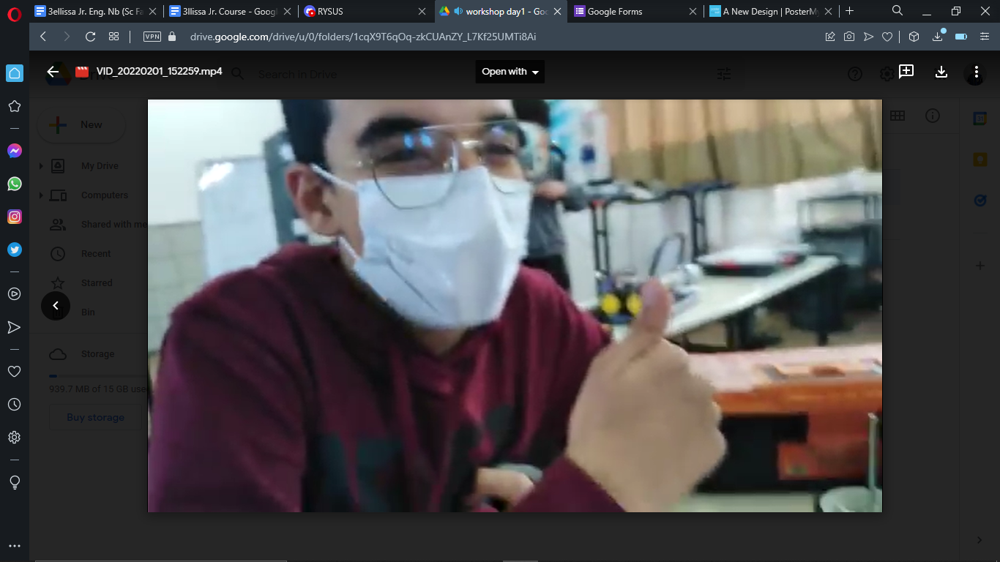 3ellissa Jr. Eng. Nb (Sc Fa
3llissa Jr. Course - Googl
RYSUS
workshop day1 - Goo
Google Forms
A New Design | PosterMy
VPN
drive.google.com/drive/u/0/folders/1cqX9T6qOq-zkCUAnZY_L7Kf25UMTi8Ai
VID_20220201_152259.mp4
Search in Drive
Open with
New
My Drive
Computers
Shared with me
Recent
Starred
Bin
Storage
939.7 MB of 15 GB used
Buy storage